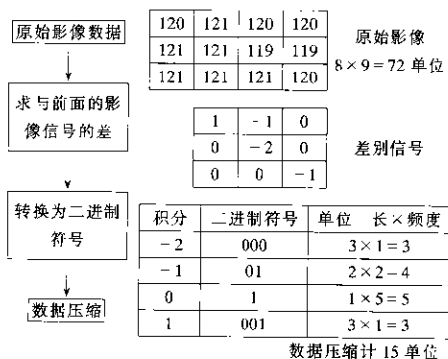 原始影像数据
120 121 120 120
121 121 119 119
121 121 121 120
原始影像
8×9=72 单位
求与前面的影
像信号的差
1 -1 0
0 -2 0
0 0 -1
差别信号
转换为二进制
符号
积分 二进制符号 单位 长×频度
-2 000 3×1=3
-1 01 2×2-4
0 1 1×5=5
1 001 3×1=3
数据压缩
数据压缩计 15 单位